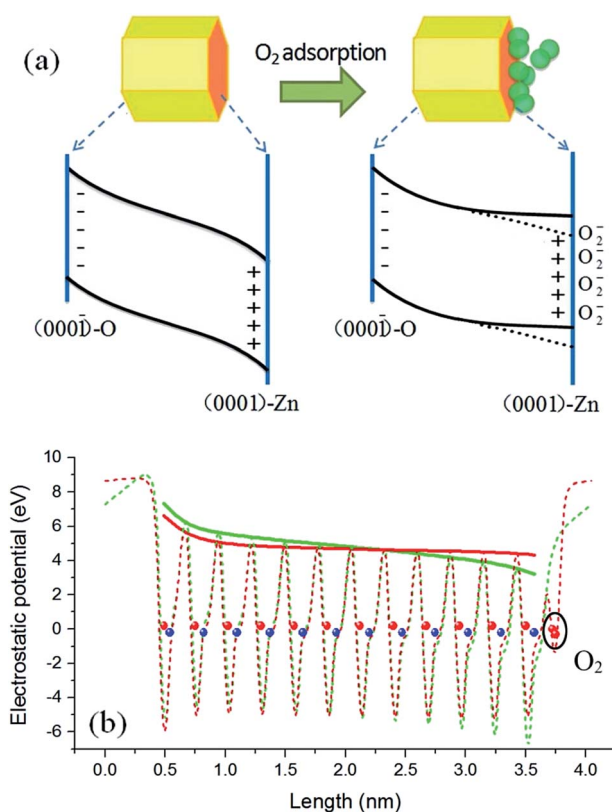 (a)
O₂ adsorption
- - - - -
+ + + + +
(0001̄)-O
(0001)-Zn
- - - - -
+ + + + +
O₂⁻
O₂⁻
O₂⁻
O₂⁻
(0001̄)-O
(0001)-Zn
Electrostatic potential (eV)
10
8
6
4
2
0
-2
-4
-6
O₂
(b)
0.0 0.5 1.0 1.5 2.0 2.5 3.0 3.5 4.0
Length (nm)